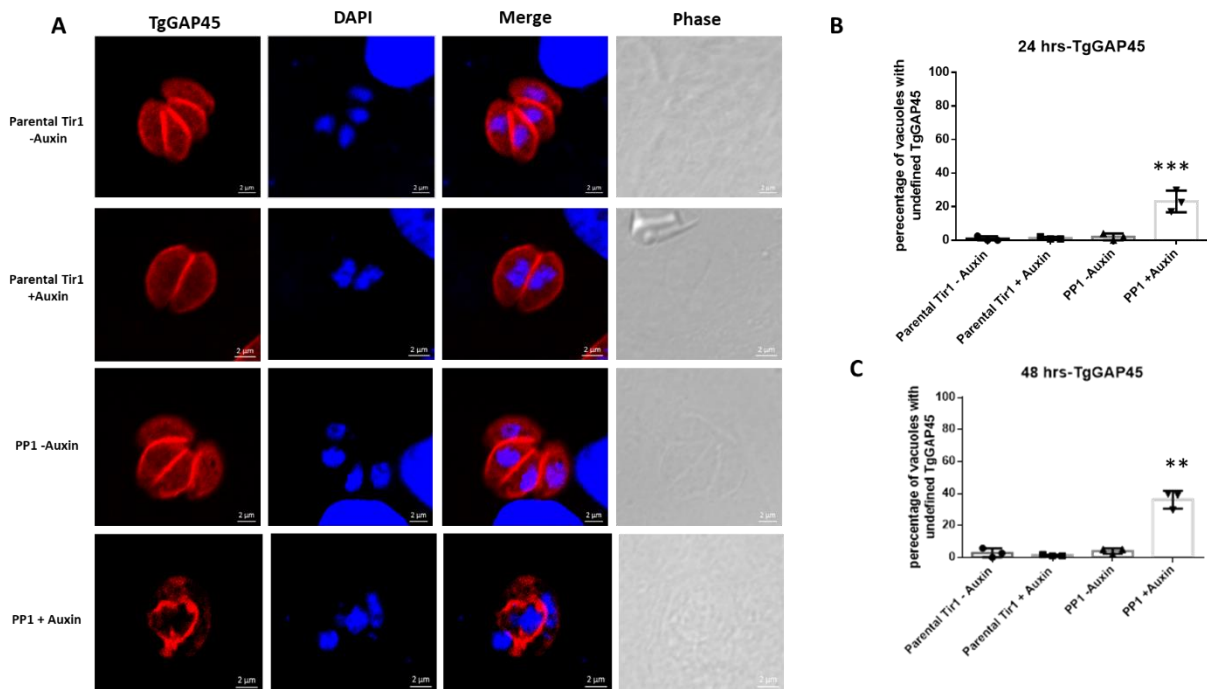 A
TgGAP45
DAPI
Merge
Phase
Parental Tir1
-Auxin
2 µm
2 µm
2 µm
2 µm
Parental Tir1
+Auxin
2 µm
2 µm
2 µm
2 µm
PP1 -Auxin
2 µm
2 µm
2 µm
2 µm
PP1 + Auxin
2 µm
2 µm
2 µm
2 µm
B
24 hrs-TgGAP45
perecentage of vacuoles with
undefined TgGAP45
100
80
60
40
20
0
***
Parental Tir1 - Auxin
Parental Tir1 + Auxin
PP1 -Auxin
PP1 +Auxin
C
48 hrs-TgGAP45
perecentage of vacuoles with
undefined TgGAP45
100
80
60
40
20
0
**
Parental Tir1 - Auxin
Parental Tir1 + Auxin
PP1 -Auxin
PP1 +Auxin